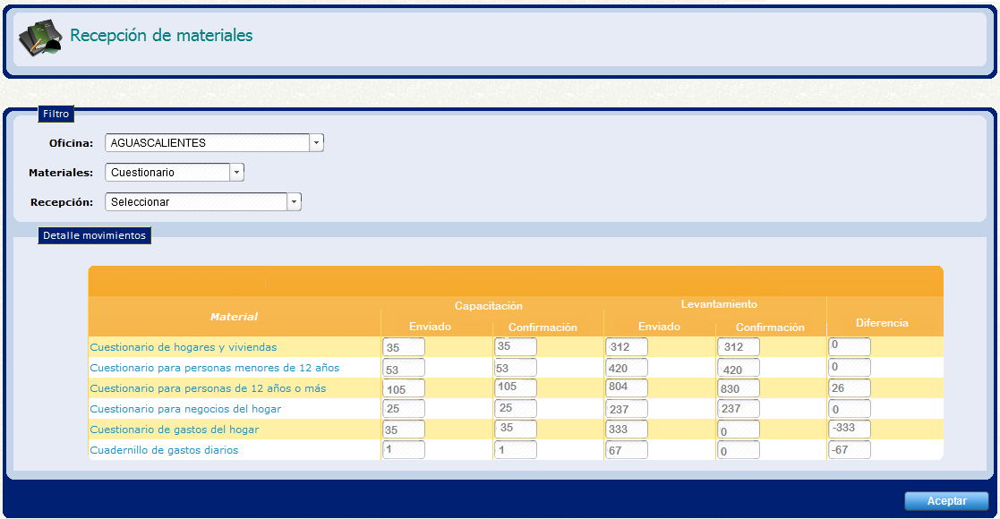 Recepción de materiales
Filtro
Oficina: AGUASCALIENTES
Materiales: Cuestionario
Recepción: Seleccionar
Detalle movimientos
Capacitación Levantamiento
Material Enviado Confirmación Enviado Confirmación Diferencia
Cuestionario de hogares y viviendas 35 35 312 312 0
Cuestionario para personas menores de 12 años 53 53 420 420 0
Cuestionario para personas de 12 años o más 105 105 804 830 26
Cuestionario para negocios del hogar 25 25 237 237 0
Cuestionario de gastos del hogar 35 35 333 0 -333
Cuadernillo de gastos diarios 1 1 67 0 -67
Aceptar